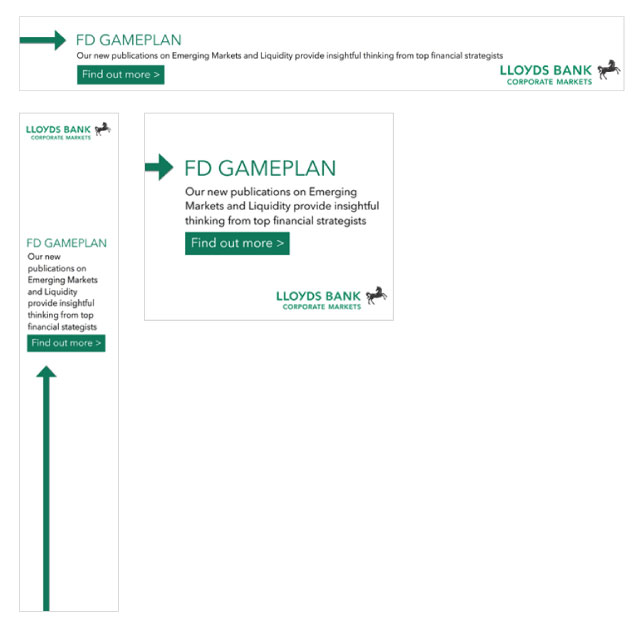 FD GAMEPLAN
Our new publications on Emerging Markets and Liquidity provide insightful thinking from top financial strategists
Find out more >
LLOYDS BANK
CORPORATE MARKETS
LLOYDS BANK
CORPORATE MARKETS
FD GAMEPLAN
Our new
publications on
Emerging Markets
and Liquidity
provide insightful
thinking from top
financial stategists
Find out more >
FD GAMEPLAN
Our new publications on Emerging
Markets and Liquidity provide insightful
thinking from top financial strategists
Find out more >
LLOYDS BANK
CORPORATE MARKETS